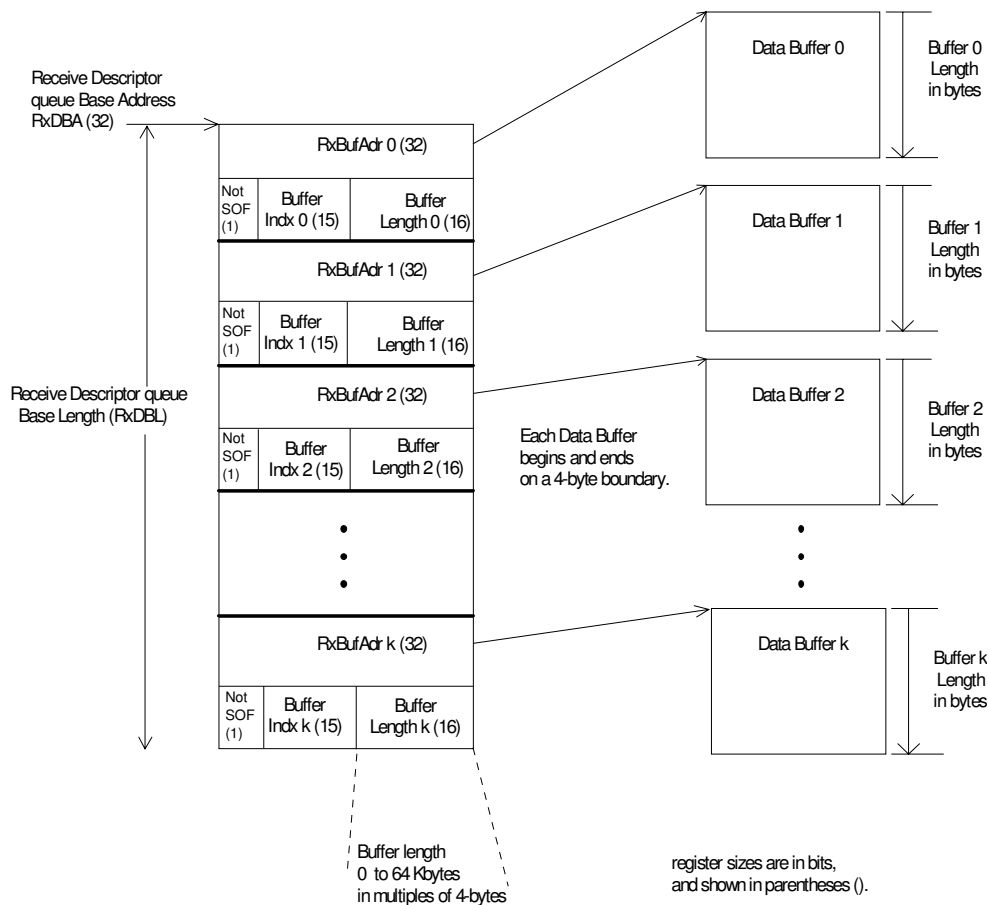 Receive Descriptor
queue Base Address
RxDBA (32)
Receive Descriptor queue
Base Length (RxDBL)
RxBufAdr 0 (32)
Not
SOF
(1)
Buffer
Indx 0 (15)
Buffer
Length 0 (16)
RxBufAdr 1 (32)
Not
SOF
(1)
Buffer
Indx 1 (15)
Buffer
Length 1 (16)
RxBufAdr 2 (32)
Not
SOF
(1)
Buffer
Indx 2 (15)
Buffer
Length 2 (16)
RxBufAdr k (32)
Not
SOF
(1)
Buffer
Indx k (15)
Buffer
Length k (16)
Buffer length
0 to 64 Kbytes
in multiples of 4-bytes
Each Data Buffer
begins and ends
on a 4-byte boundary.
Data Buffer 0
Buffer 0
Length
in bytes
Data Buffer 1
Buffer 1
Length
in bytes
Data Buffer 2
Buffer 2
Length
in bytes
Data Buffer k
Buffer k
Length
in bytes
register sizes are in bits,
and shown in parentheses ().